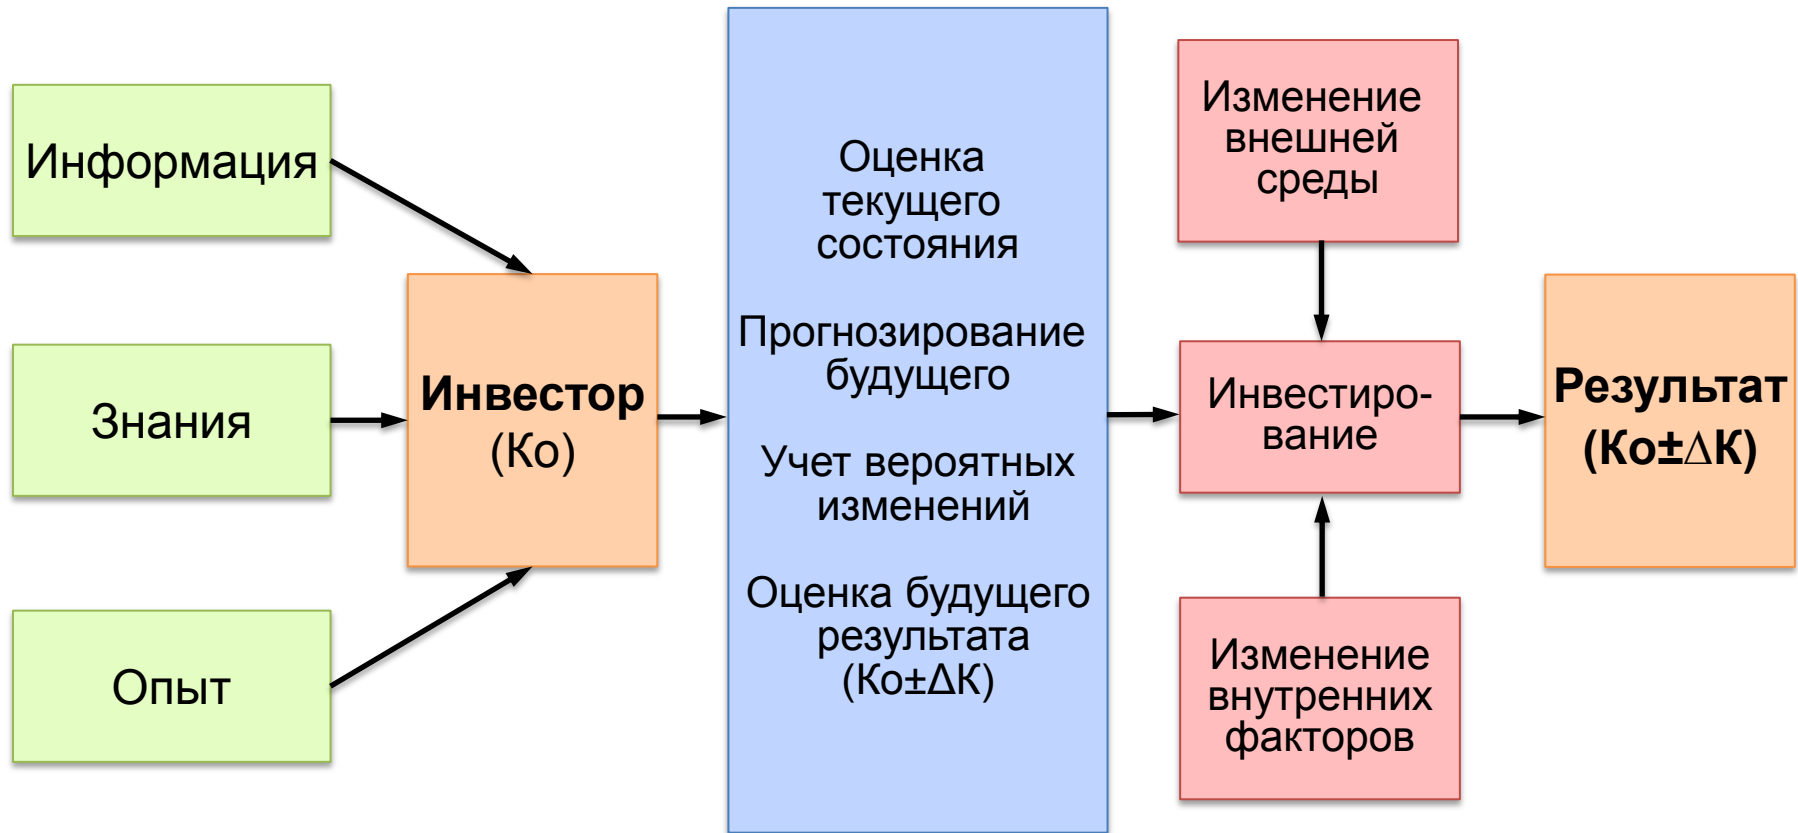 Информация
Знания
Опыт
Инвестор
(Ко)
Оценка
текущего
состояния
Прогнозирование
будущего
Учет вероятных
изменений
Оценка будущего
результата
(Ко±ΔК)
Изменение
внешней
среды
Инвестиро-
вание
Изменение
внутренних
факторов
Результат
(Ко±ΔК)